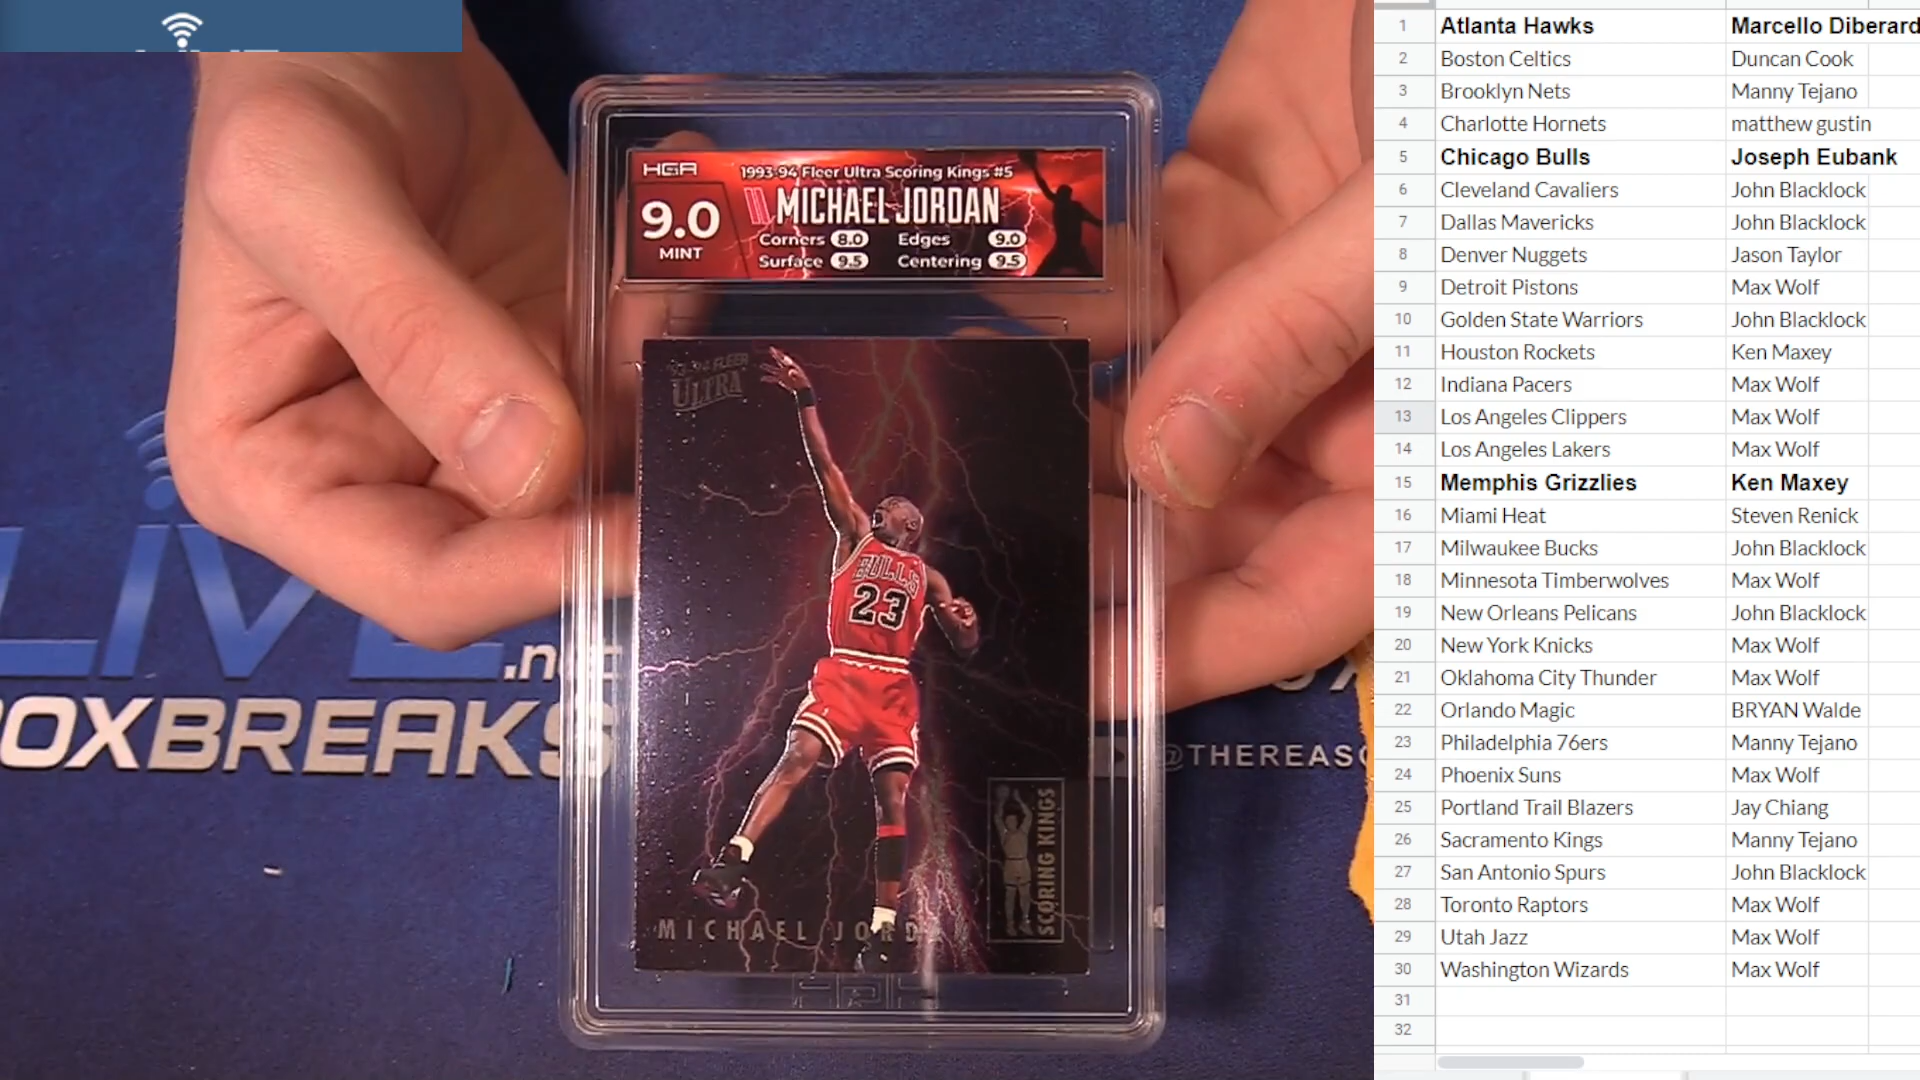 HGA
1993-94 Fleer Ultra Scoring Kings #5
9.0
MINT
MICHAEL JORDAN
Corners 8.0 Edges 9.0
Surface 9.5 Centering 9.5
93-94 FLEER
ULTRA
BULLS
23
SCORING KINGS
MICHAEL JORDAN
LIVE.net
OXBREAKS
@THEREASO
1 Atlanta Hawks Marcello Diberard
2 Boston Celtics Duncan Cook
3 Brooklyn Nets Manny Tejano
4 Charlotte Hornets matthew gustin
5 Chicago Bulls Joseph Eubank
6 Cleveland Cavaliers John Blacklock
7 Dallas Mavericks John Blacklock
8 Denver Nuggets Jason Taylor
9 Detroit Pistons Max Wolf
10 Golden State Warriors John Blacklock
11 Houston Rockets Ken Maxey
12 Indiana Pacers Max Wolf
13 Los Angeles Clippers Max Wolf
14 Los Angeles Lakers Max Wolf
15 Memphis Grizzlies Ken Maxey
16 Miami Heat Steven Renick
17 Milwaukee Bucks John Blacklock
18 Minnesota Timberwolves Max Wolf
19 New Orleans Pelicans John Blacklock
20 New York Knicks Max Wolf
21 Oklahoma City Thunder Max Wolf
22 Orlando Magic BRYAN Walde
23 Philadelphia 76ers Manny Tejano
24 Phoenix Suns Max Wolf
25 Portland Trail Blazers Jay Chiang
26 Sacramento Kings Manny Tejano
27 San Antonio Spurs John Blacklock
28 Toronto Raptors Max Wolf
29 Utah Jazz Max Wolf
30 Washington Wizards Max Wolf
31
32